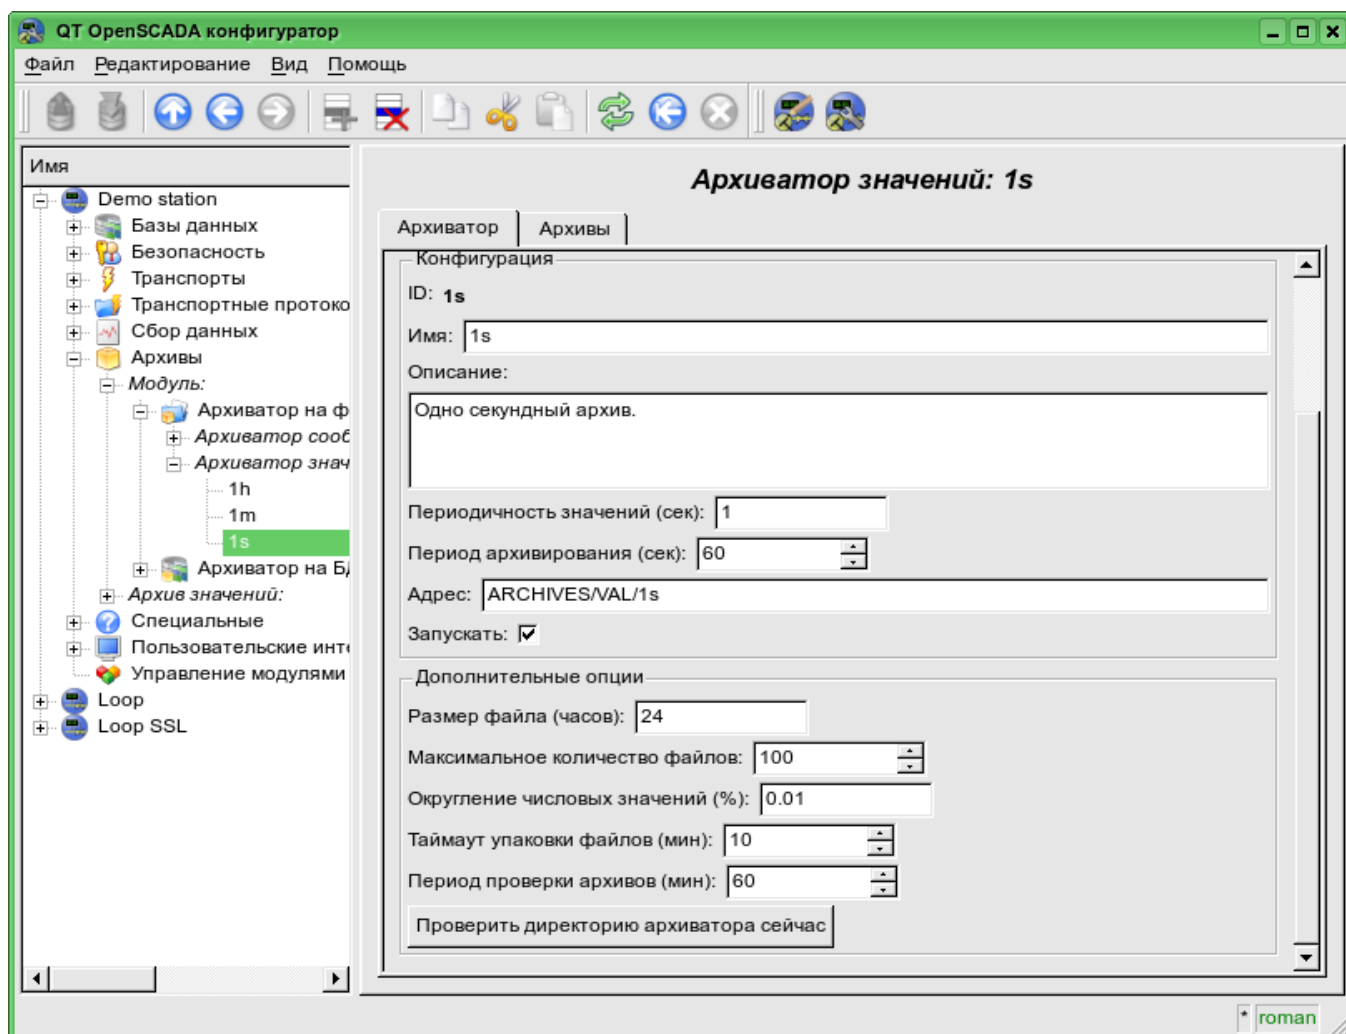 QT OpenSCADA конфигуратор
Файл Редактирование Вид Помощь
Имя
Demo station
Базы данных
Безопасность
Транспорты
Транспортные протоко
Сбор данных
Архивы
Модуль:
Архиватор на ф
Архиватор сооб
Архиватор знач
1h
1m
1s
Архиватор на БД
Архив значений:
Специальные
Пользовательские инте
Управление модулями
Loop
Loop SSL
Архиватор значений: 1s
Архиватор Архивы
Конфигурация
ID: 1s
Имя: 1s
Описание:
Одно секундный архив.
Периодичность значений (сек): 1
Период архивирования (сек): 60
Адрес: ARCHIVES/VAL/1s
Запускать:
Дополнительные опции
Размер файла (часов): 24
Максимальное количество файлов: 100
Округление числовых значений (%): 0.01
Таймаут упаковки файлов (мин): 10
Период проверки архивов (мин): 60
Проверить директорию архиватора сейчас
* roman